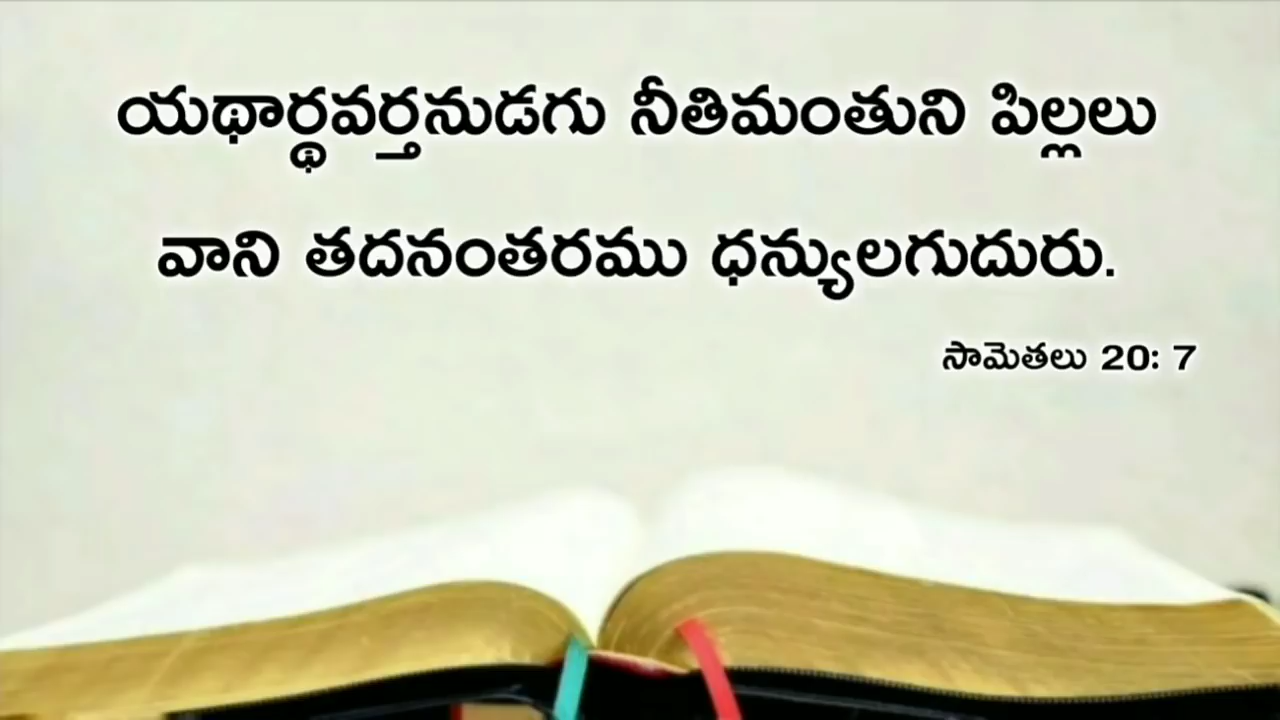 యథార్థవర్తనుడగు నీతిమంతుని పిల్లలు
వాని తదనంతరము ధన్యులగుదురు.
సామెతలు 20: 7